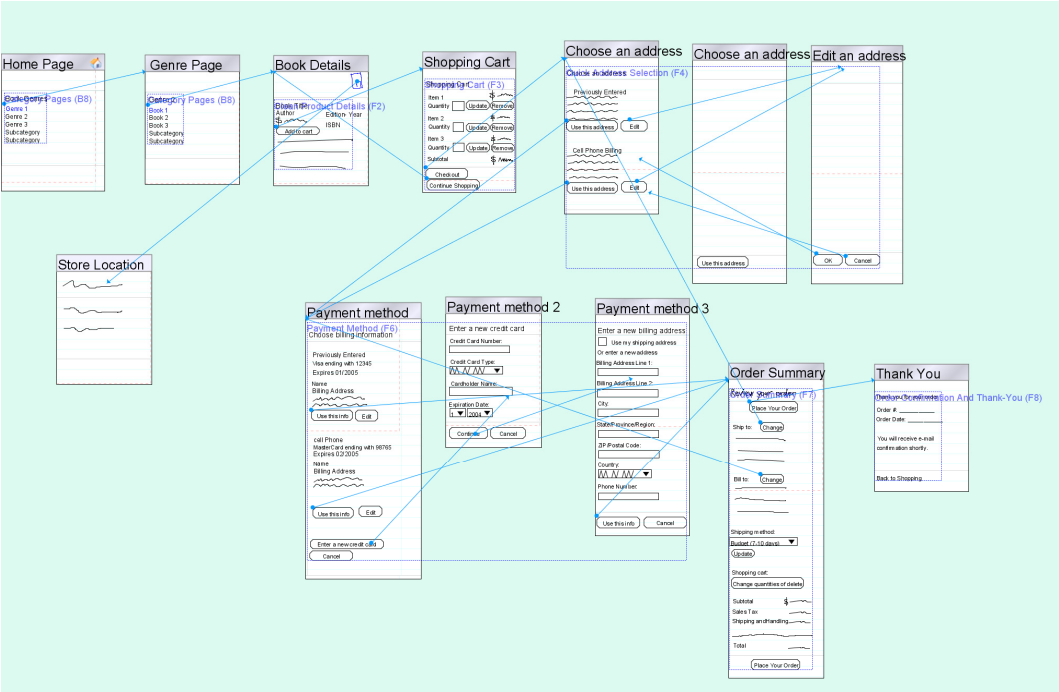 Home Page
Category Pages (B8)
Genre 1
Genre 2
Genre 3
Subcategory
Subcategory
Genre Page
Category Pages (B8)
Book 1
Book 2
Book 3
Subcategory
Subcategory
Book Details
Product Details (F2)
Author
Edition Year
$
ISBN
Add to cart
Shopping Cart
Shopping Cart (F3)
Item 1
$
Quantity Update Remove
Item 2
$
Quantity Update Remove
Item 3
$
Quantity Update Remove
Subtotal $
Checkout
Continue Shopping
Choose an address
Address Selection (F4)
Previously Entered
Use this address Edit
Cell Phone Billing
Use this address Edit
Choose an address
Use this address
Edit an address
OK Cancel
Store Location
Payment method
Payment Method (F6)
Choose billing information
Previously Entered
Visa ending with 12345
Expires 01/2005
Name
Billing Address
Use this info Edit
cell Phone
MasterCard ending with 98765
Expires 02/2005
Name
Billing Address
Use this info Edit
Enter a new credit card
Cancel
Payment method 2
Enter a new credit card
Credit Card Number:
Credit Card Type:
Cardholder Name:
Expiration Date:
1 2004
Continue Cancel
Payment method 3
Enter a new billing address
Use my shipping address
Or enter a new address
Billing Address Line 1:
Billing Address Line 2:
City
State/Province/Region:
ZIP/Postal Code:
Country:
Phone Number:
Use this info Cancel
Order Summary
Order Summary (F7)
Place Your Order
Ship to: Change
Bill to: Change
Shipping method:
Budget (7-10 days)
Update
Shopping cart:
Change quantities of delete
Subtotal $
Sales Tax
Shipping and Handling
Total
Place Your Order
Thank You
Order Confirmation And Thank-You (F8)
Thank you for your order
Order #:
Order Date:
You will receive e-mail
confirmation shortly.
Back to Shopping